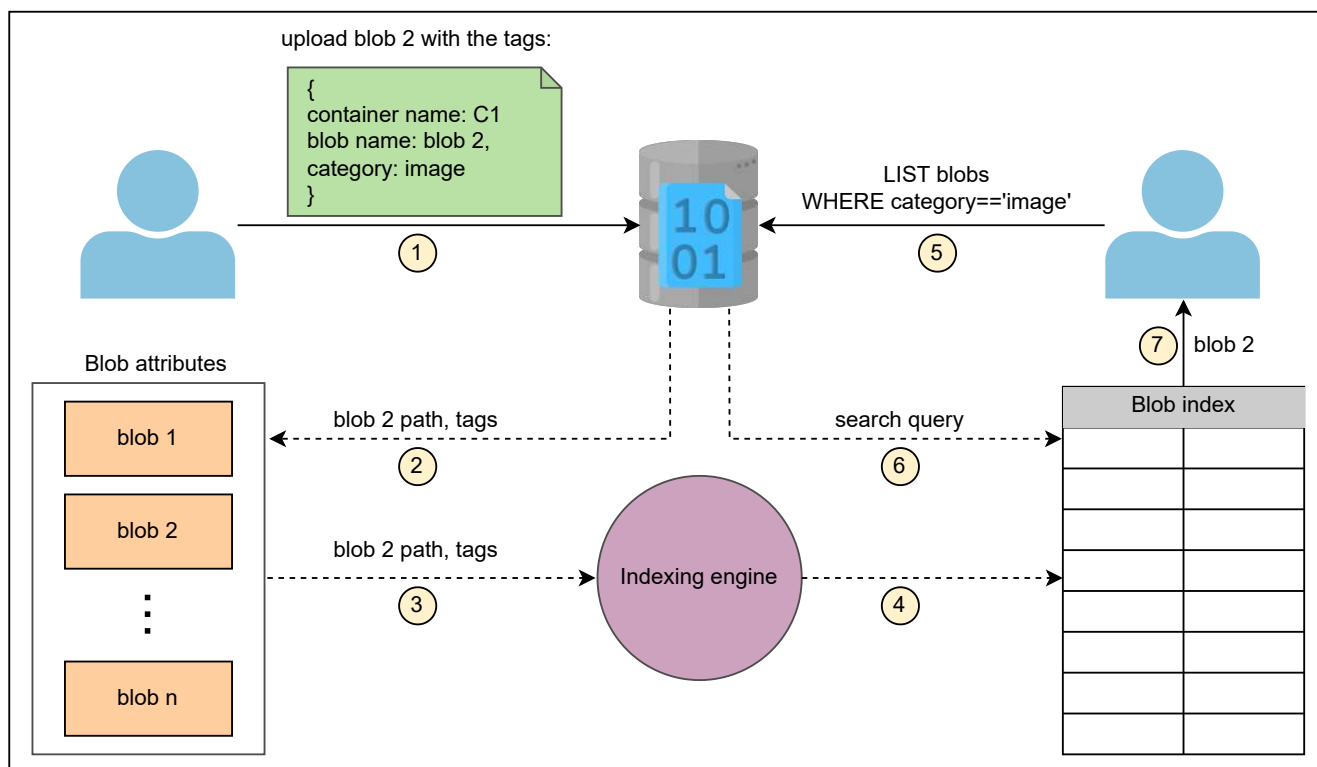 upload blob 2 with the tags:
{
container name: C1
blob name: blob 2,
category: image
}
1
10
01
LIST blobs
WHERE category=='image'
5
7
blob 2
Blob attributes
blob 1
blob 2
blob n
blob 2 path, tags
2
search query
6
Blob index
blob 2 path, tags
3
Indexing engine
4